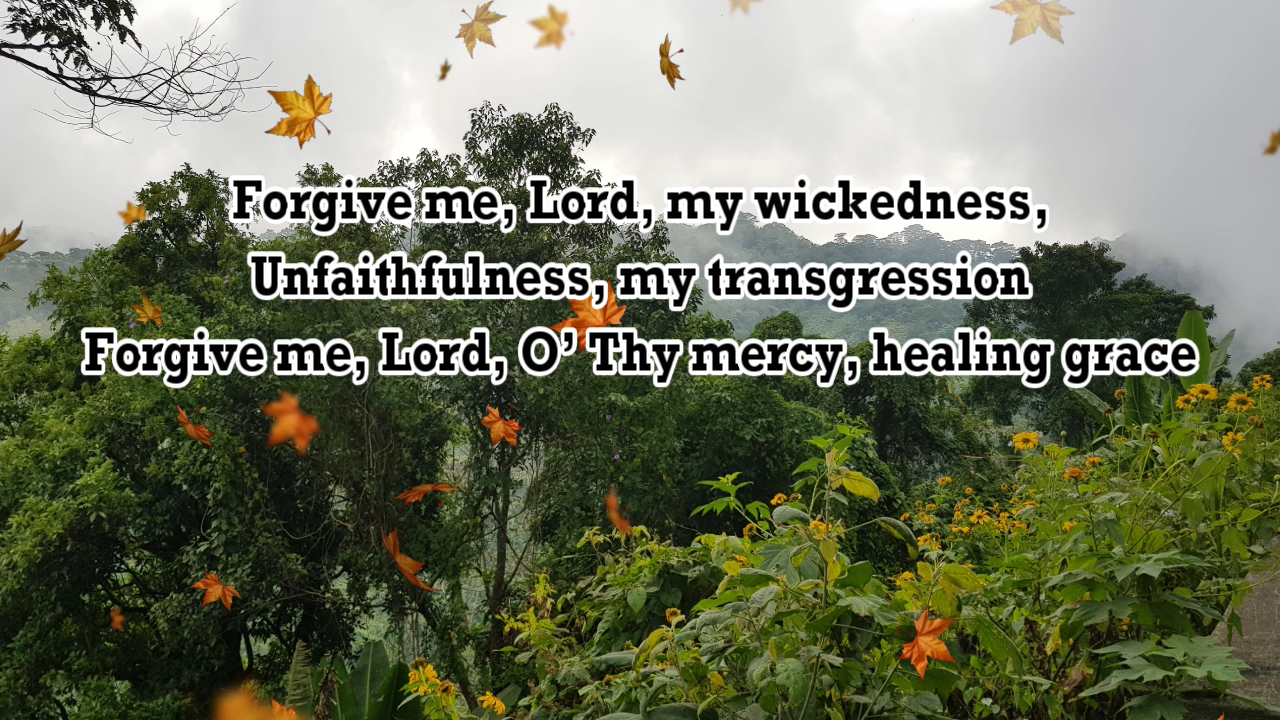 Forgive me, Lord, my wickedness,
Unfaithfulness, my transgression
Forgive me, Lord, O’ Thy mercy, healing grace